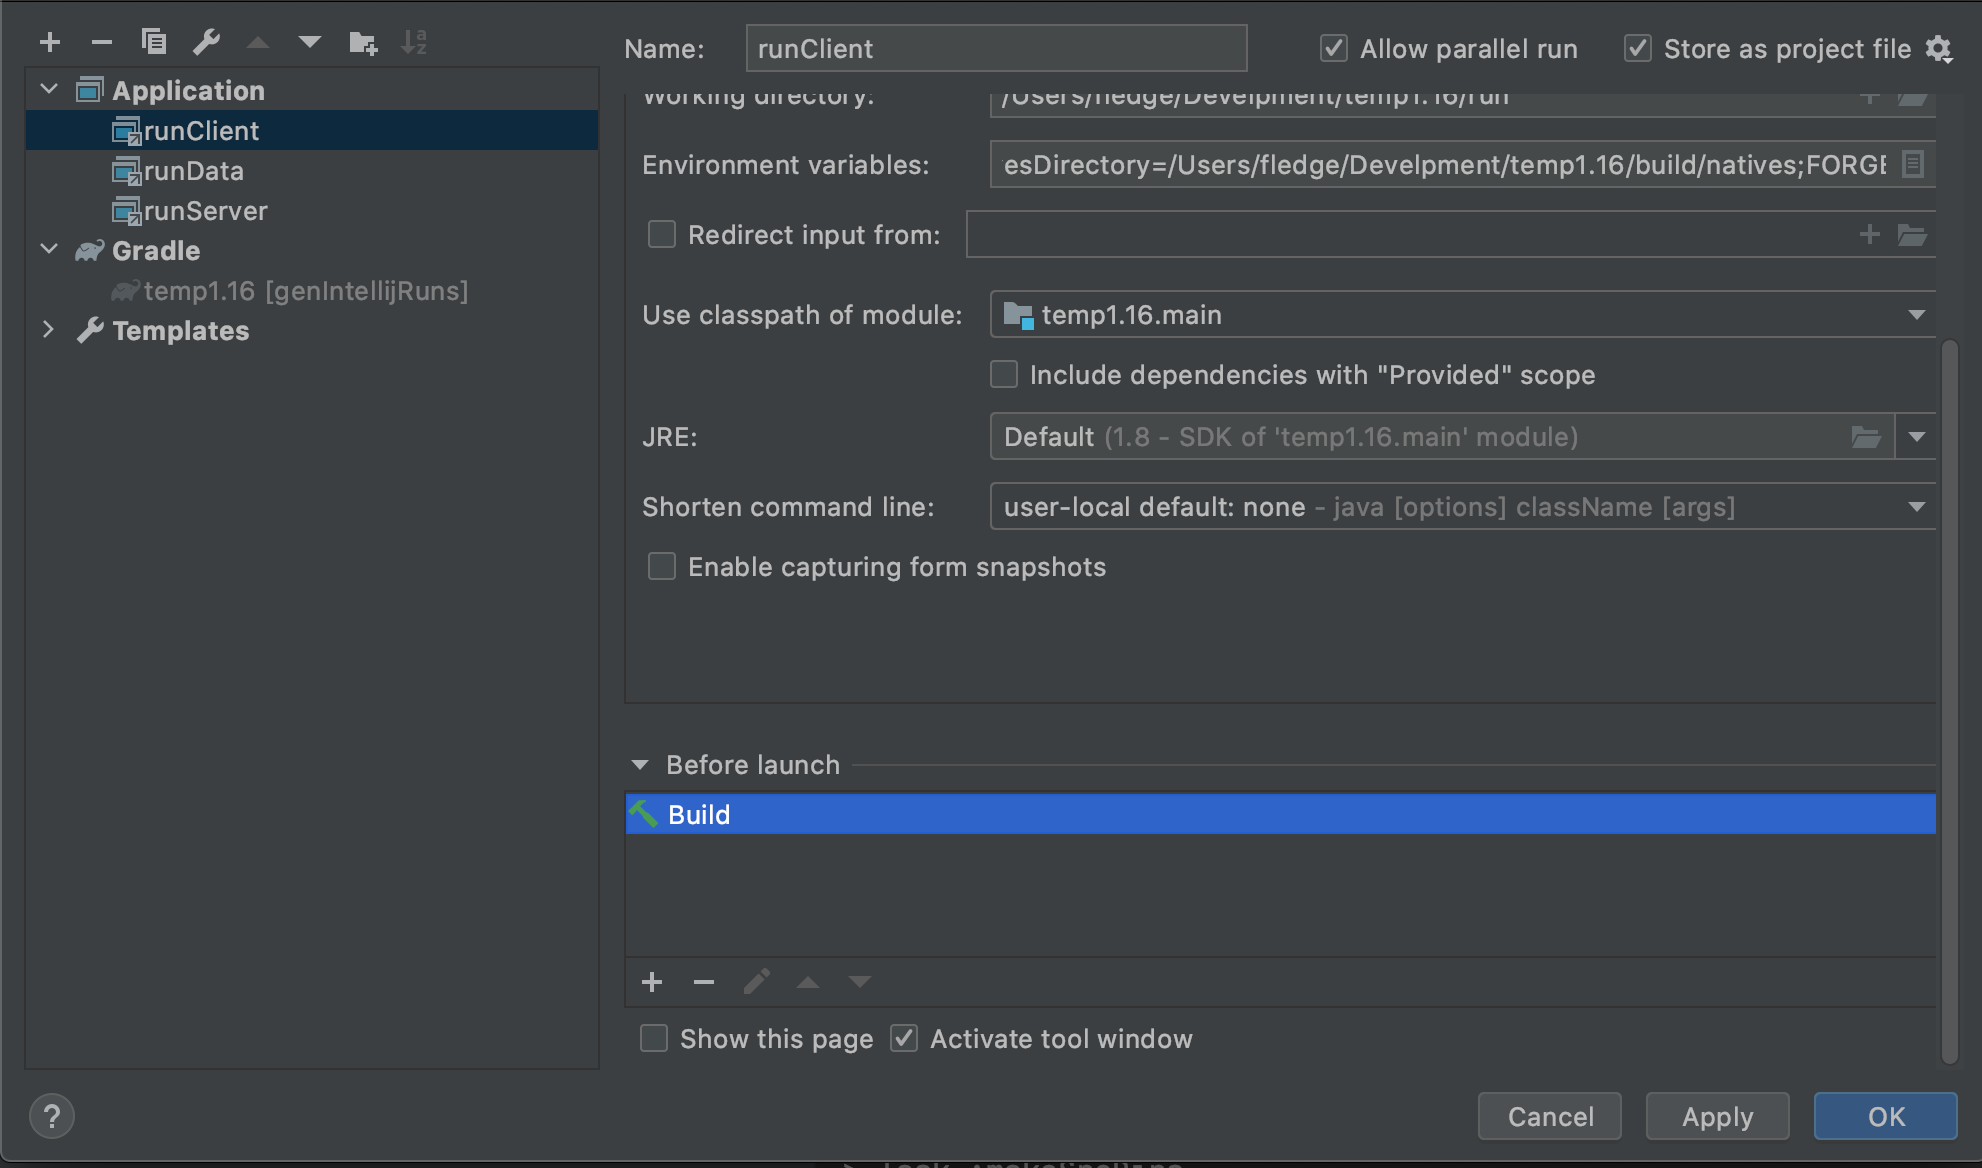 Name: runClient Allow parallel run Store as project file
Application
runClient
runData
runServer
Gradle
temp1.16 [genIntellijRuns]
Templates
Working directory: /Users/fledge/Develpment/temp1.16/run
Environment variables: esDirectory=/Users/fledge/Develpment/temp1.16/build/natives;FORGE
Redirect input from:
Use classpath of module: temp1.16.main
Include dependencies with "Provided" scope
JRE: Default (1.8 - SDK of 'temp1.16.main' module)
Shorten command line: user-local default: none - java [options] className [args]
Enable capturing form snapshots
Before launch
Build
Show this page Activate tool window
? Cancel Apply OK